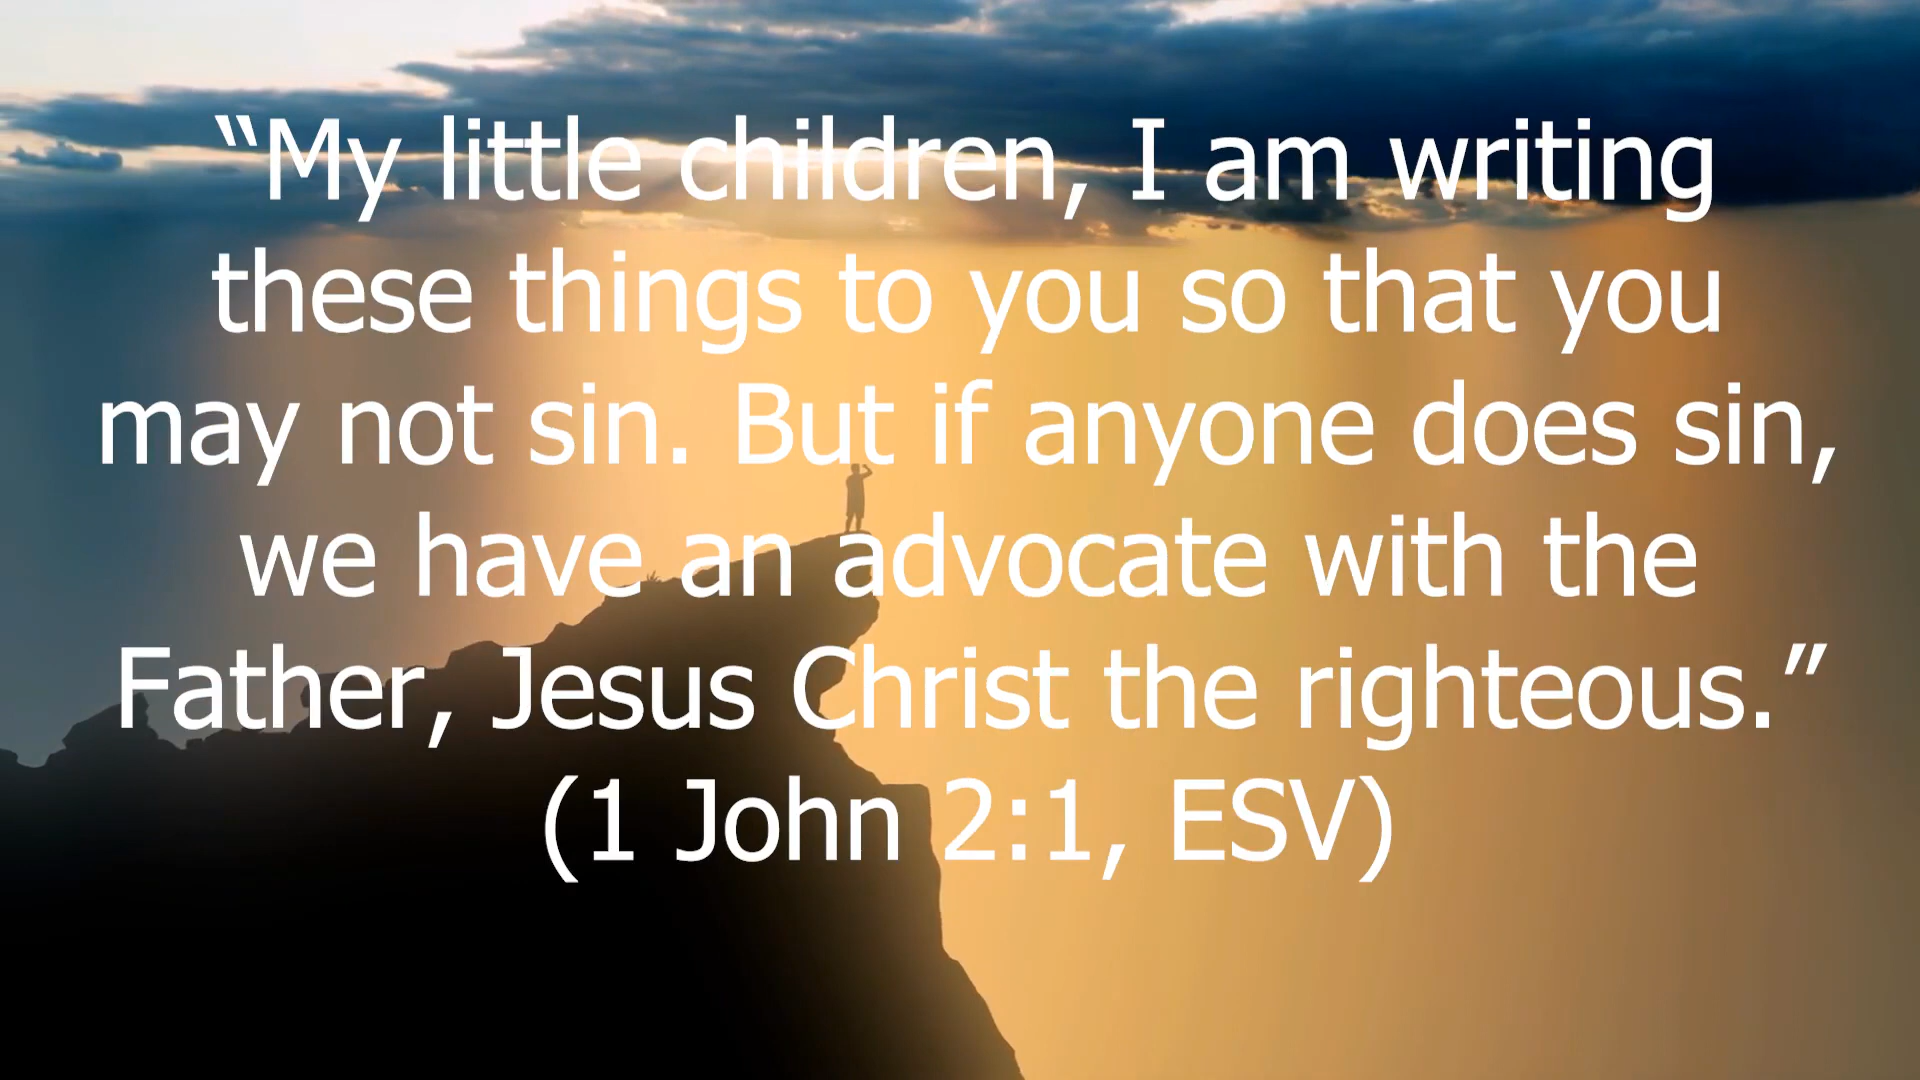 “My little children, I am writing
these things to you so that you
may not sin. But if anyone does sin,
we have an advocate with the
Father, Jesus Christ the righteous.”
(1 John 2:1, ESV)